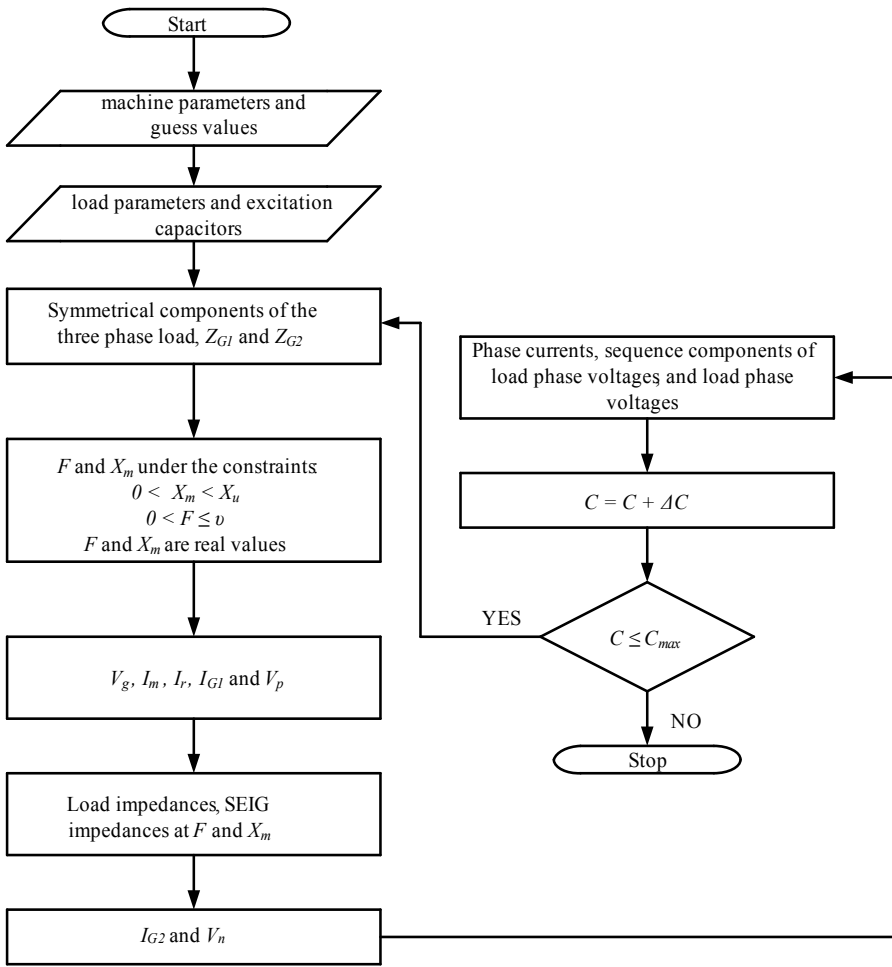 Start
machine parameters and
guess values
load parameters and excitation
capacitors
Symmetrical components of the
three phase load, Z_G1 and Z_G2
F and X_m under the constraints:
0 < X_m < X_u
0 < F ≤ υ
F and X_m are real values
V_g, I_m, I_r, I_G1 and V_p
Load impedances, SEIG
impedances at F and X_m
I_G2 and V_n
Phase currents, sequence components of
load phase voltages, and load phase
voltages
C = C + ΔC
C ≤ C_max
YES
NO
Stop